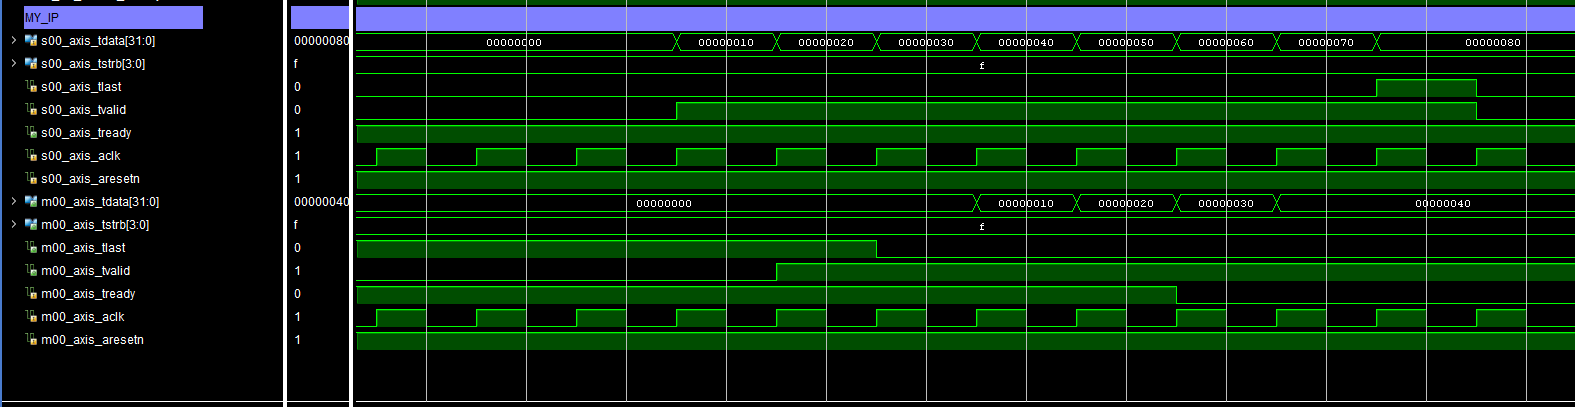 MY_IP
s00_axis_tdata[31:0] 00000080 00000000 00000010 00000020 00000030 00000040 00000050 00000060 00000070 00000080
s00_axis_tstrb[3:0] f f
s00_axis_tlast 0
s00_axis_tvalid 0
s00_axis_tready 1
s00_axis_aclk 1
s00_axis_aresetn 1
m00_axis_tdata[31:0] 00000040 00000000 00000010 00000020 00000030 00000040
m00_axis_tstrb[3:0] f f
m00_axis_tlast 0
m00_axis_tvalid 1
m00_axis_tready 0
m00_axis_aclk 1
m00_axis_aresetn 1